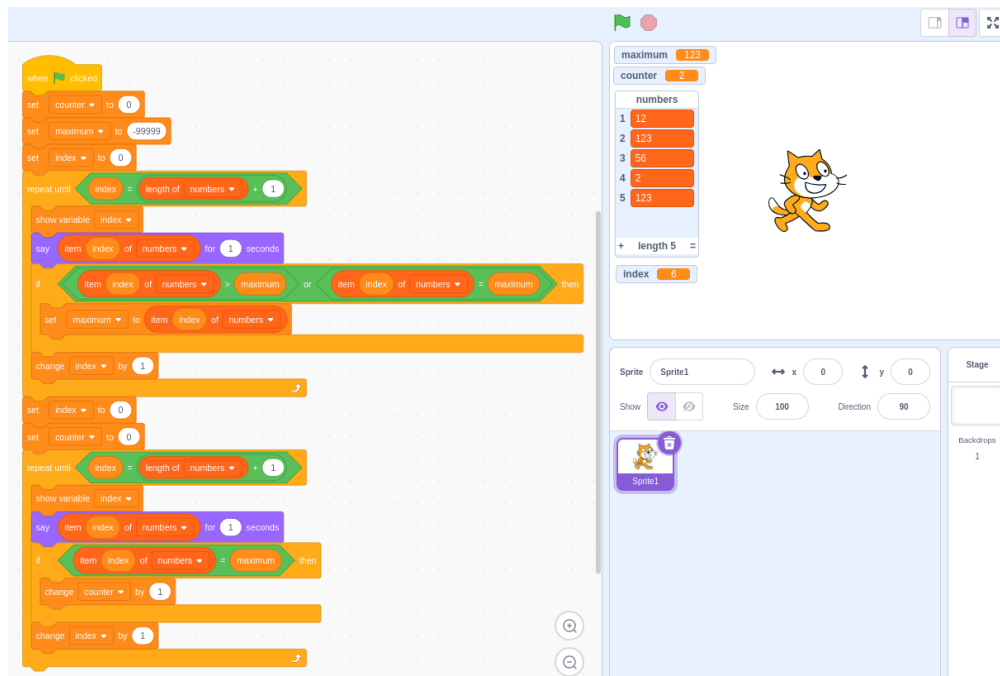 when clicked
set counter to 0
set maximum to -99999
set index to 0
repeat until index = length of numbers + 1
show variable index
say item index of numbers for 1 seconds
if item index of numbers > maximum or item index of numbers = maximum then
set maximum to item index of numbers
change index by 1
set index to 0
set counter to 0
repeat until index = length of numbers + 1
show variable index
say item index of numbers for 1 seconds
if item index of numbers = maximum then
change counter by 1
change index by 1
maximum 123
counter 2
numbers
1 12
2 123
3 56
4 2
5 123
+ length 5 =
index 6
Sprite Sprite1 x 0 y 0
Show Size 100 Direction 90
Sprite1
Stage
Backdrops
1